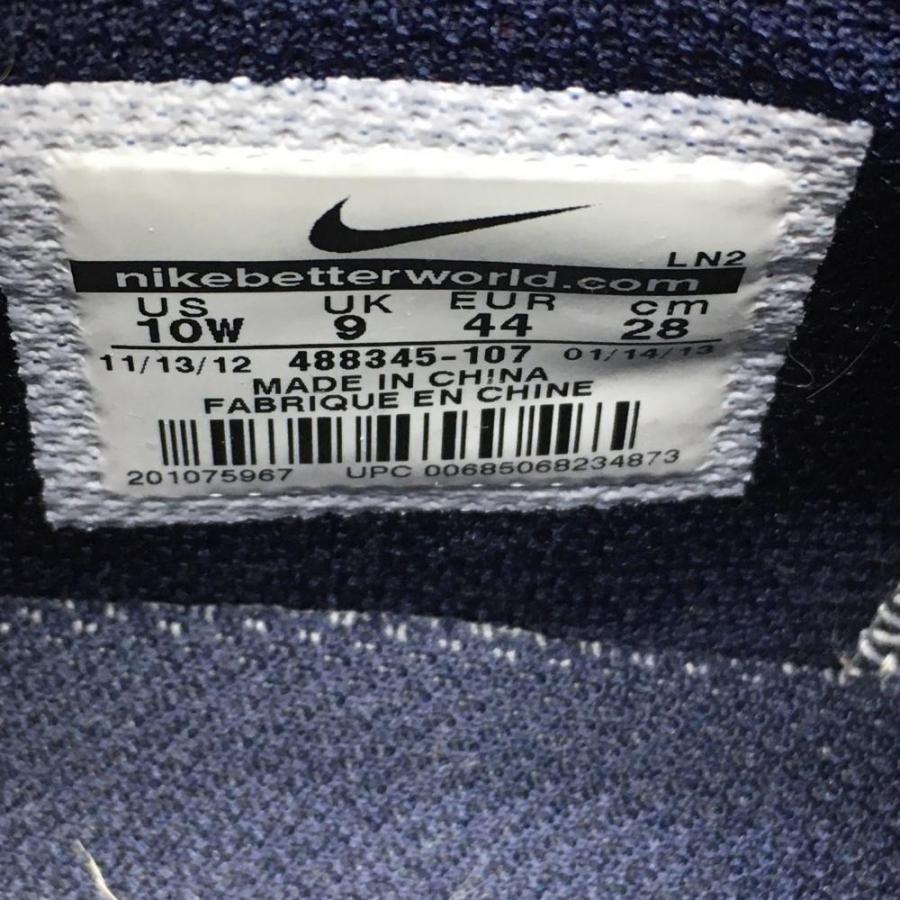 LN2
nikebetterworld.com
US UK EUR cm
10W 9 44 28
11/13/12 488345-107 01/14/13
MADE IN CHINA
FABRIQUE EN CHINE
201075967 UPC 00685068234873